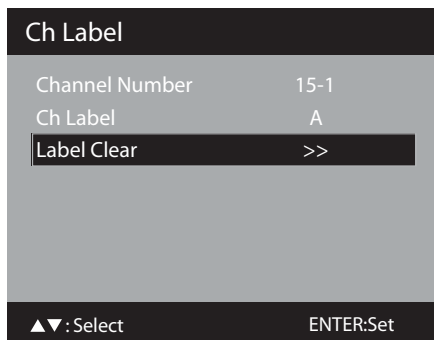 Ch Label
Channel Number 15-1
Ch Label A
Label Clear >>
▲▼: Select ENTER:Set